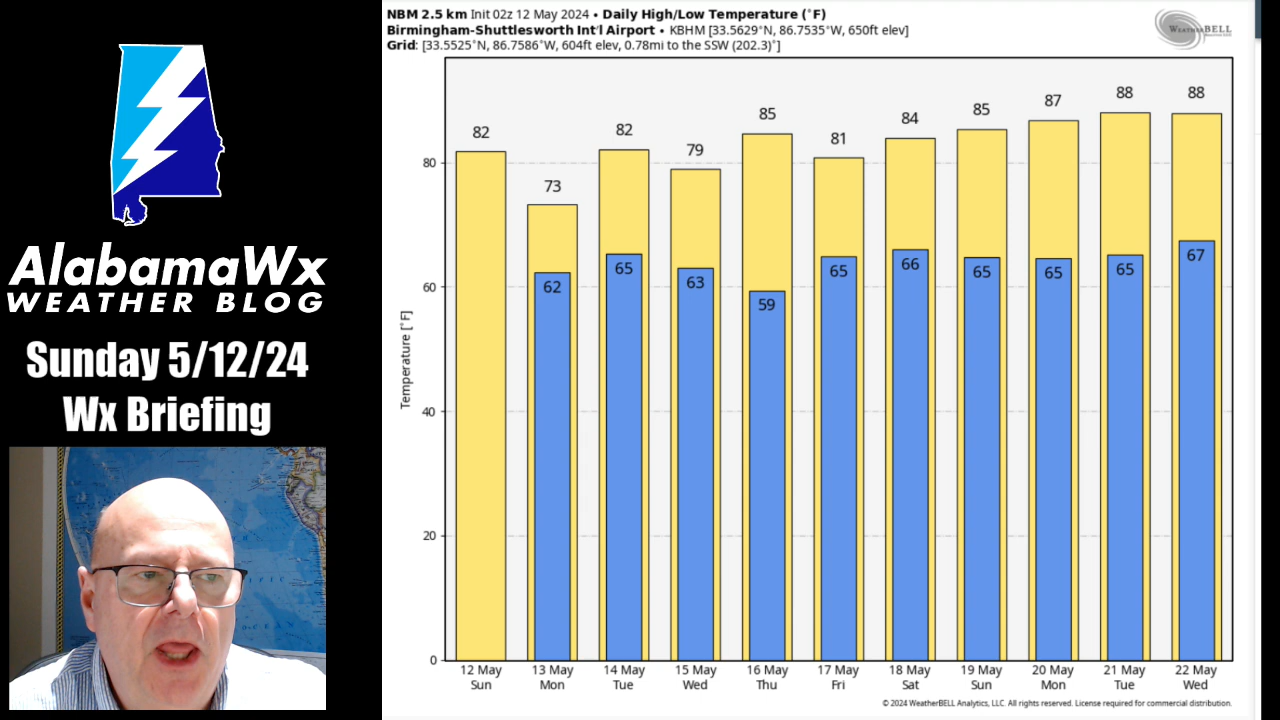 NBM 2.5 km Init 02z 12 May 2024 • Daily High/Low Temperature (°F)
Birmingham-Shuttlesworth Int'l Airport • KBHM [33.5629°N, 86.7535°W, 650ft elev]
Grid: [33.5525°N, 86.7586°W, 604ft elev, 0.78mi to the SSW (202.3)°]
WeatherBELL
AlabamaWx
WEATHER BLOG
Sunday 5/12/24
Wx Briefing
Temperature [°F]
80
60
40
20
0
82 73 82 79 85 81 84 85 87 88 88
62 65 63 59 65 66 65 65 65 67
12 May 13 May 14 May 15 May 16 May 17 May 18 May 19 May 20 May 21 May 22 May
Sun Mon Tue Wed Thu Fri Sat Sun Mon Tue Wed
© 2024 WeatherBELL Analytics, LLC. All rights reserved. License required for commercial distribution.